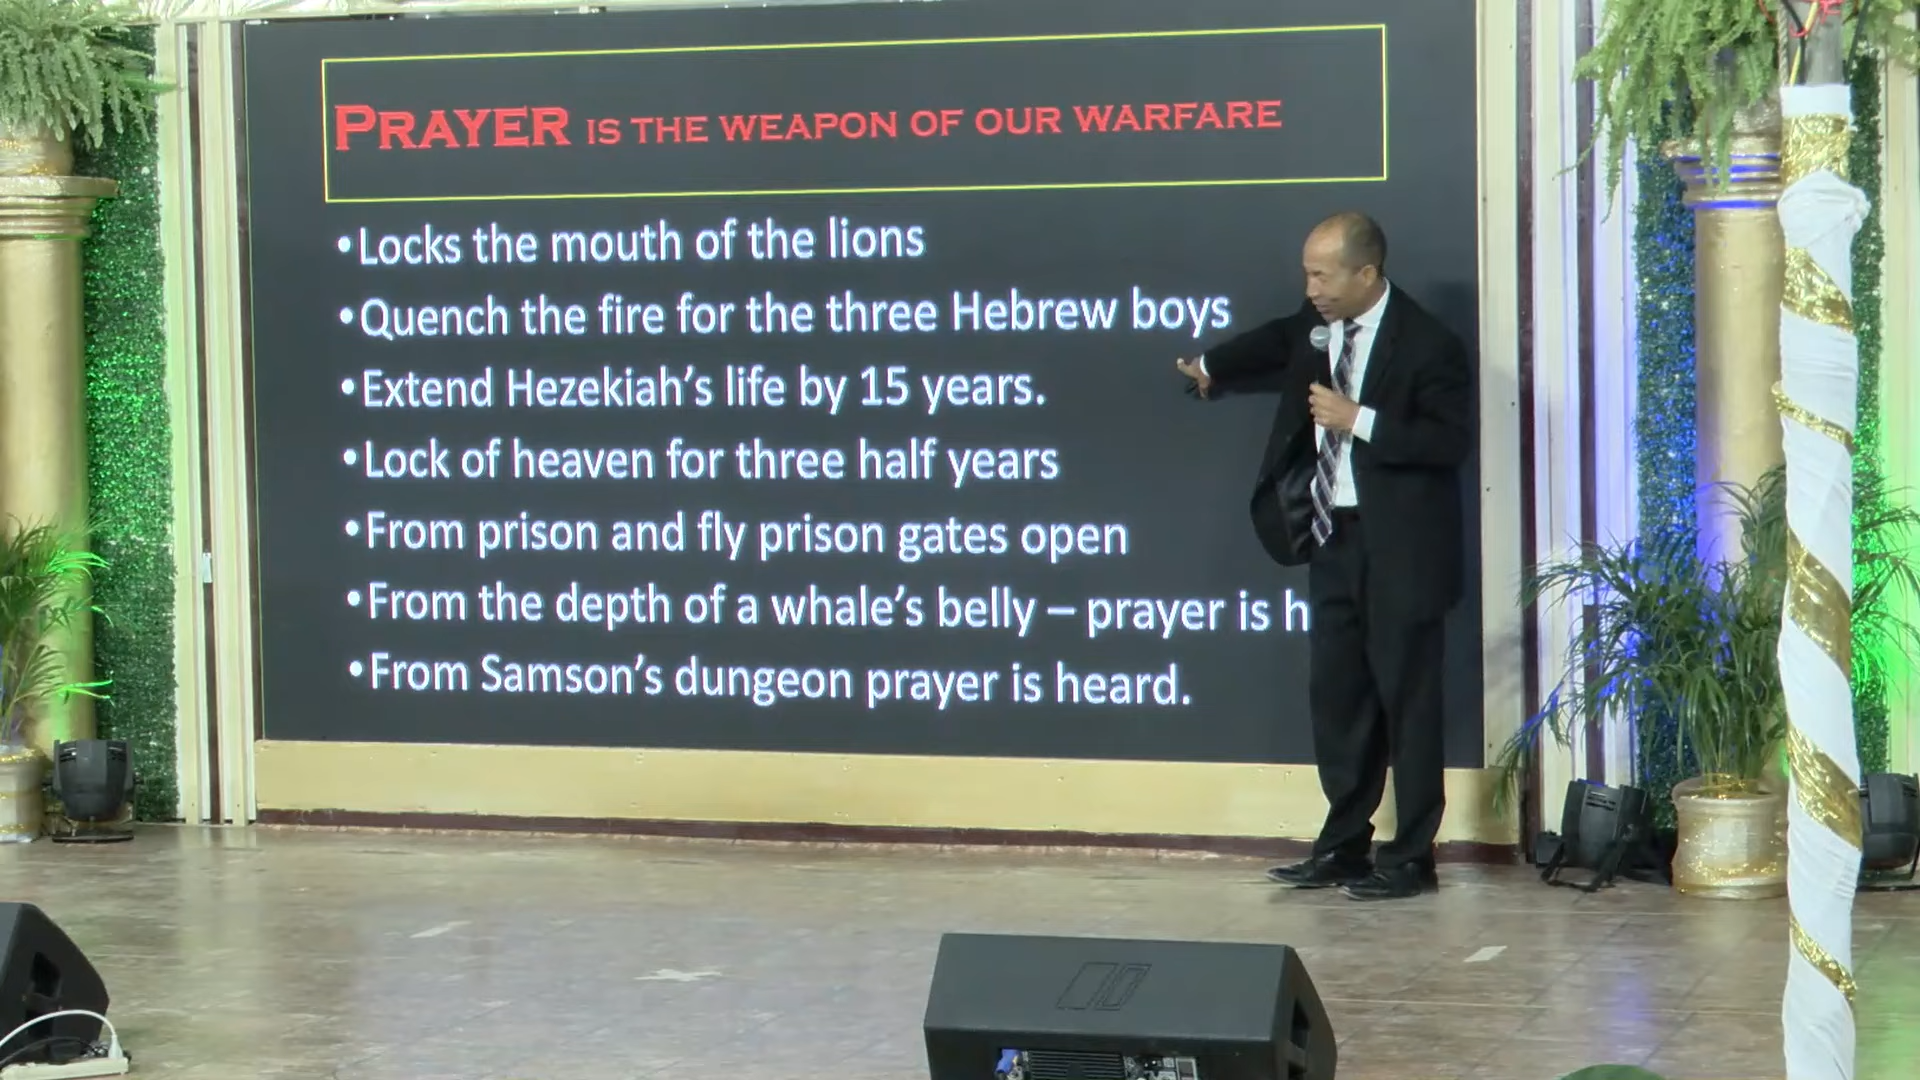 PRAYER IS THE WEAPON OF OUR WARFARE
•Locks the mouth of the lions
•Quench the fire for the three Hebrew boys
•Extend Hezekiah's life by 15 years.
•Lock of heaven for three half years
•From prison and fly prison gates open
•From the depth of a whale's belly – prayer is h
•From Samson's dungeon prayer is heard.